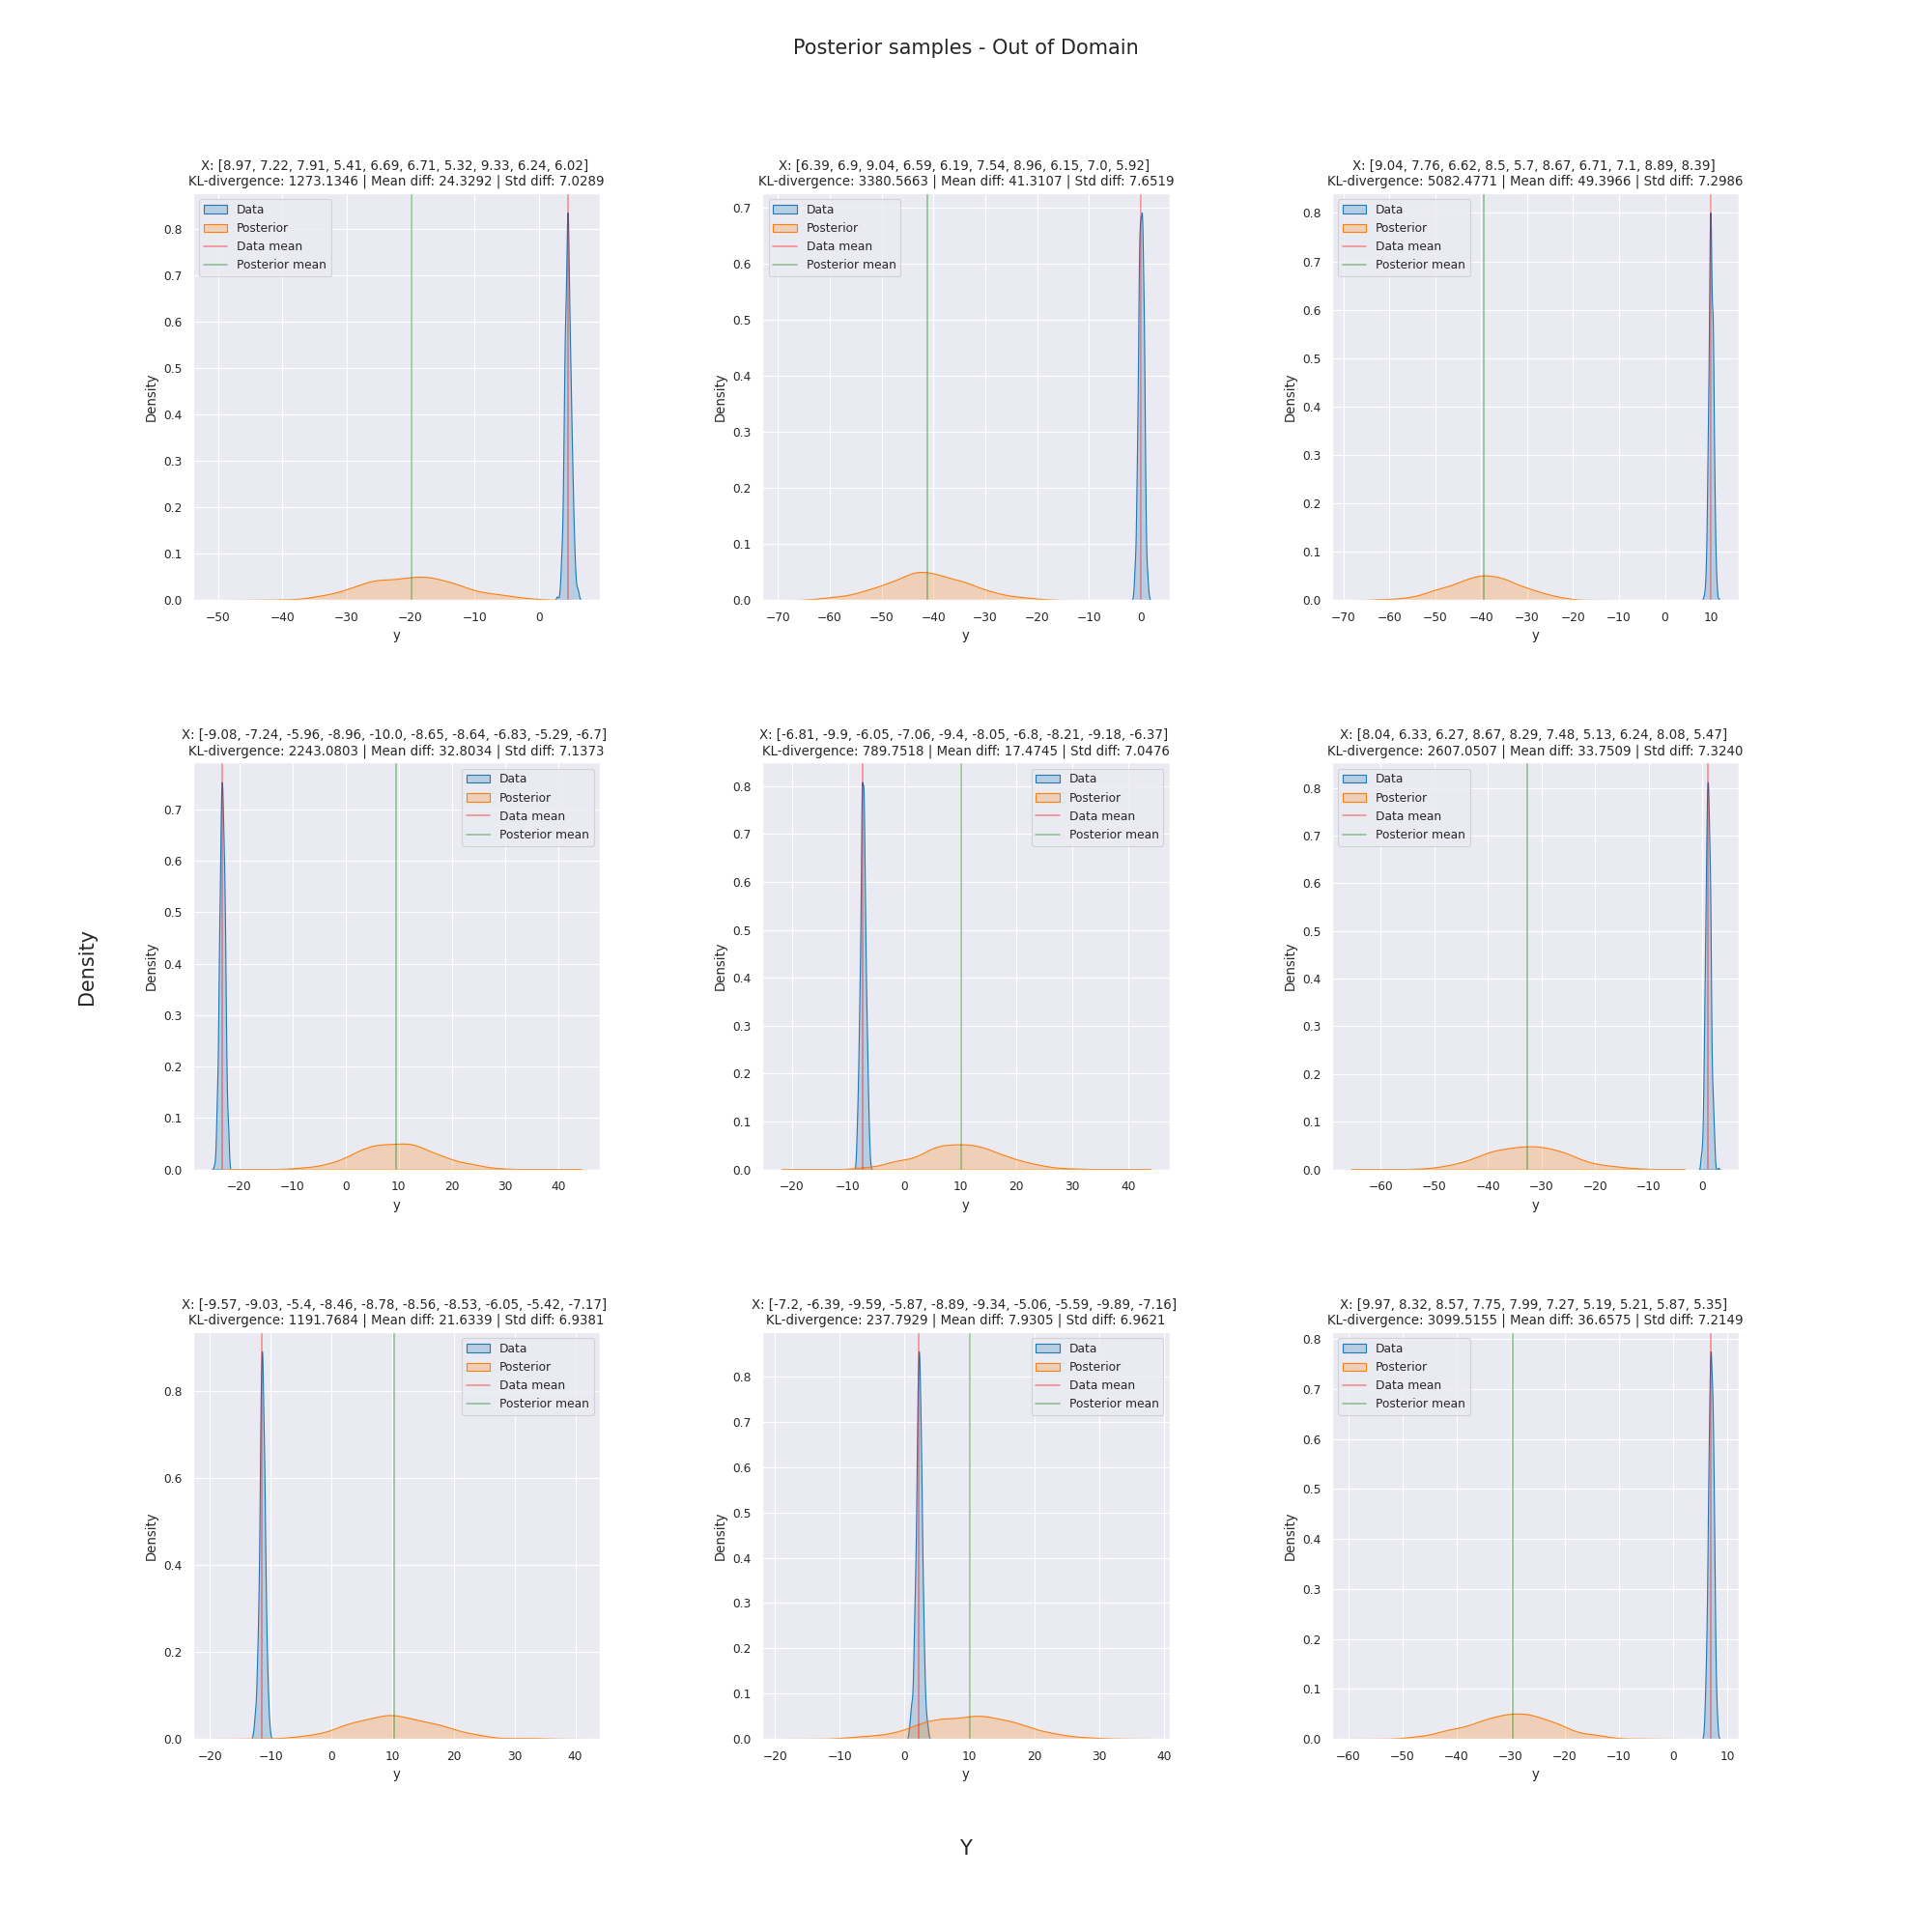 Posterior samples - Out of Domain
X: [8.97, 7.22, 7.91, 5.41, 6.69, 6.71, 5.32, 9.33, 6.24, 6.02]
KL-divergence: 1273.1346 | Mean diff: 24.3292 | Std diff: 7.0289
Data
Posterior
Data mean
Posterior mean
0.8
0.7
0.6
0.5
0.4
0.3
0.2
0.1
0.0
Density
−50 −40 −30 −20 −10 0
y
X: [6.39, 6.9, 9.04, 6.59, 6.19, 7.54, 8.96, 6.15, 7.0, 5.92]
KL-divergence: 3380.5663 | Mean diff: 41.3107 | Std diff: 7.6519
Data
Posterior
Data mean
Posterior mean
0.7
0.6
0.5
0.4
0.3
0.2
0.1
0.0
Density
−70 −60 −50 −40 −30 −20 −10 0
y
X: [9.04, 7.76, 6.62, 8.5, 5.7, 8.67, 6.71, 7.1, 8.89, 8.39]
KL-divergence: 5082.4771 | Mean diff: 49.3966 | Std diff: 7.2986
Data
Posterior
Data mean
Posterior mean
0.8
0.7
0.6
0.5
0.4
0.3
0.2
0.1
0.0
Density
−70 −60 −50 −40 −30 −20 −10 0 10
y
X: [-9.08, -7.24, -5.96, -8.96, -10.0, -8.65, -8.64, -6.83, -5.29, -6.7]
KL-divergence: 2243.0803 | Mean diff: 32.8034 | Std diff: 7.1373
Data
Posterior
Data mean
Posterior mean
0.7
0.6
0.5
0.4
0.3
0.2
0.1
0.0
Density
−20 −10 0 10 20 30 40
y
X: [-6.81, -9.9, -6.05, -7.06, -9.4, -8.05, -6.8, -8.21, -9.18, -6.37]
KL-divergence: 789.7518 | Mean diff: 17.4745 | Std diff: 7.0476
Data
Posterior
Data mean
Posterior mean
0.8
0.7
0.6
0.5
0.4
0.3
0.2
0.1
0.0
Density
−20 −10 0 10 20 30 40
y
X: [8.04, 6.33, 6.27, 8.67, 8.29, 7.48, 5.13, 6.24, 8.08, 5.47]
KL-divergence: 2607.0507 | Mean diff: 33.7509 | Std diff: 7.3240
Data
Posterior
Data mean
Posterior mean
0.8
0.7
0.6
0.5
0.4
0.3
0.2
0.1
0.0
Density
−60 −50 −40 −30 −20 −10 0
y
Density
X: [-9.57, -9.03, -5.4, -8.46, -8.78, -8.56, -8.53, -6.05, -5.42, -7.17]
KL-divergence: 1191.7684 | Mean diff: 21.6339 | Std diff: 6.9381
Data
Posterior
Data mean
Posterior mean
0.8
0.6
0.4
0.2
0.0
Density
−20 −10 0 10 20 30 40
y
X: [-7.2, -6.39, -9.59, -5.87, -8.89, -9.34, -5.06, -5.59, -9.89, -7.16]
KL-divergence: 237.7929 | Mean diff: 7.9305 | Std diff: 6.9621
Data
Posterior
Data mean
Posterior mean
0.8
0.7
0.6
0.5
0.4
0.3
0.2
0.1
0.0
Density
−20 −10 0 10 20 30 40
y
X: [9.97, 8.32, 8.57, 7.75, 7.99, 7.27, 5.19, 5.21, 5.87, 5.35]
KL-divergence: 3099.5155 | Mean diff: 36.6575 | Std diff: 7.2149
Data
Posterior
Data mean
Posterior mean
0.8
0.7
0.6
0.5
0.4
0.3
0.2
0.1
0.0
Density
−60 −50 −40 −30 −20 −10 0 10
y
Y